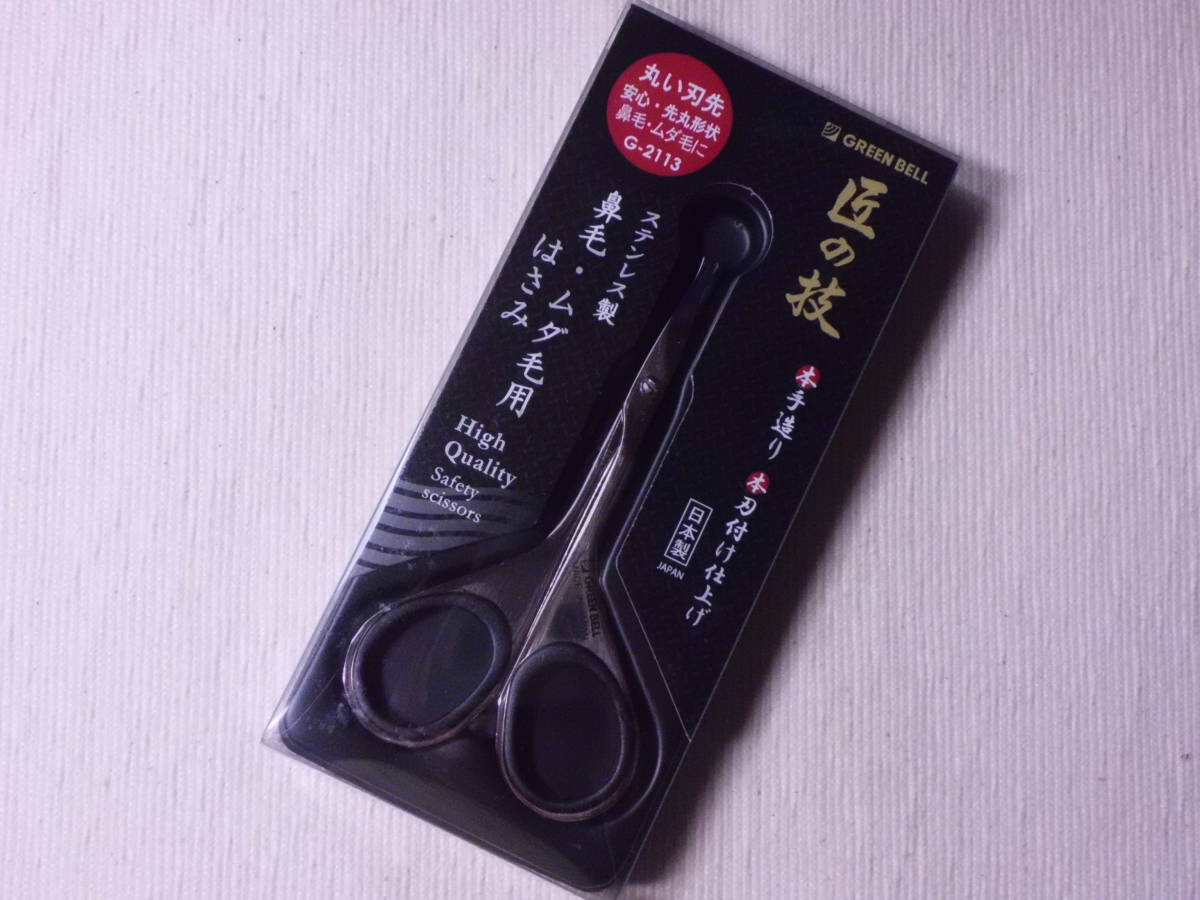 丸い刃先
安心・先丸形状
鼻毛・ムダ毛に
G-2113
GREEN BELL
匠の技
本手造り
本刃付け仕上げ
日本製
JAPAN
ステンレス製
鼻毛・ムダ毛用
はさみ
High
Quality
Safety
scissors
GREEN BELL